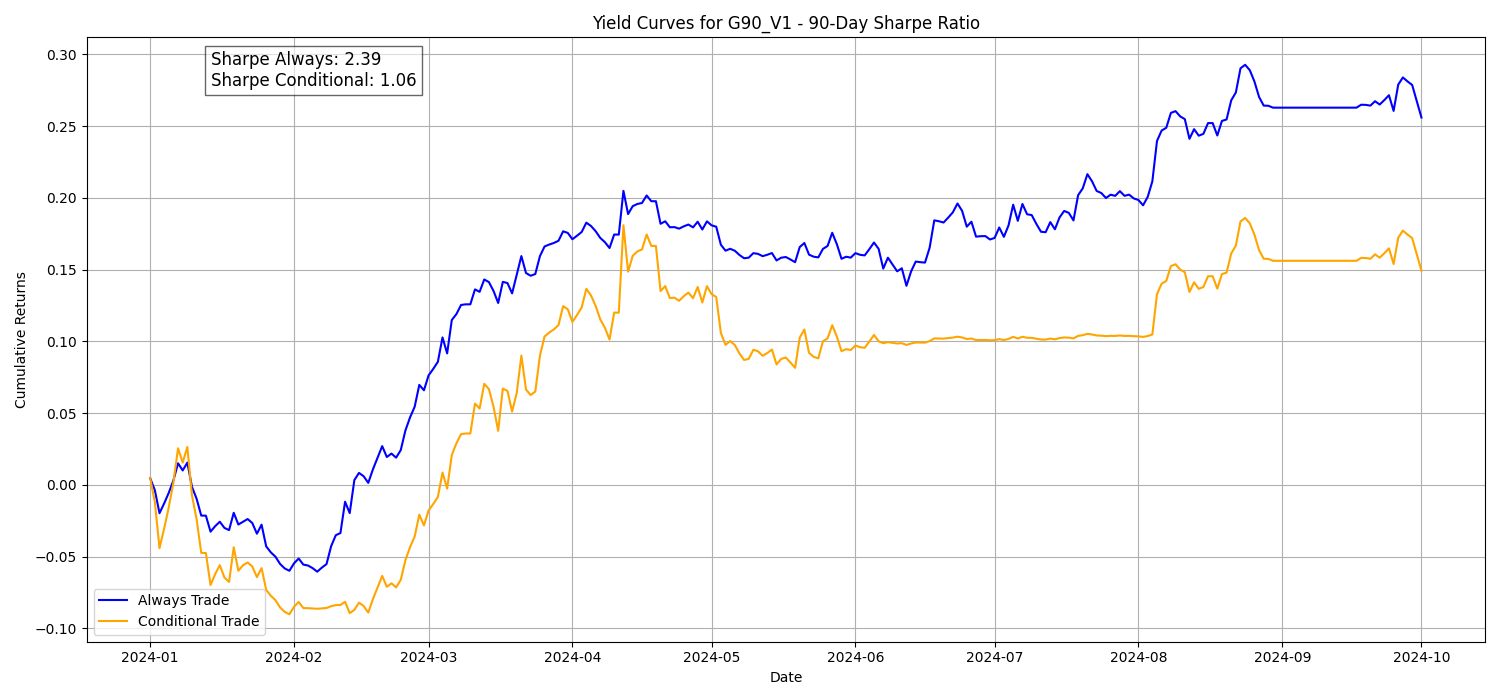 Yield Curves for G90_V1 - 90-Day Sharpe Ratio
Sharpe Always: 2.39
Sharpe Conditional: 1.06
Cumulative Returns
0.30
0.25
0.20
0.15
0.10
0.05
0.00
−0.05
−0.10
Always Trade
Conditional Trade
2024-01 2024-02 2024-03 2024-04 2024-05 2024-06 2024-07 2024-08 2024-09 2024-10
Date